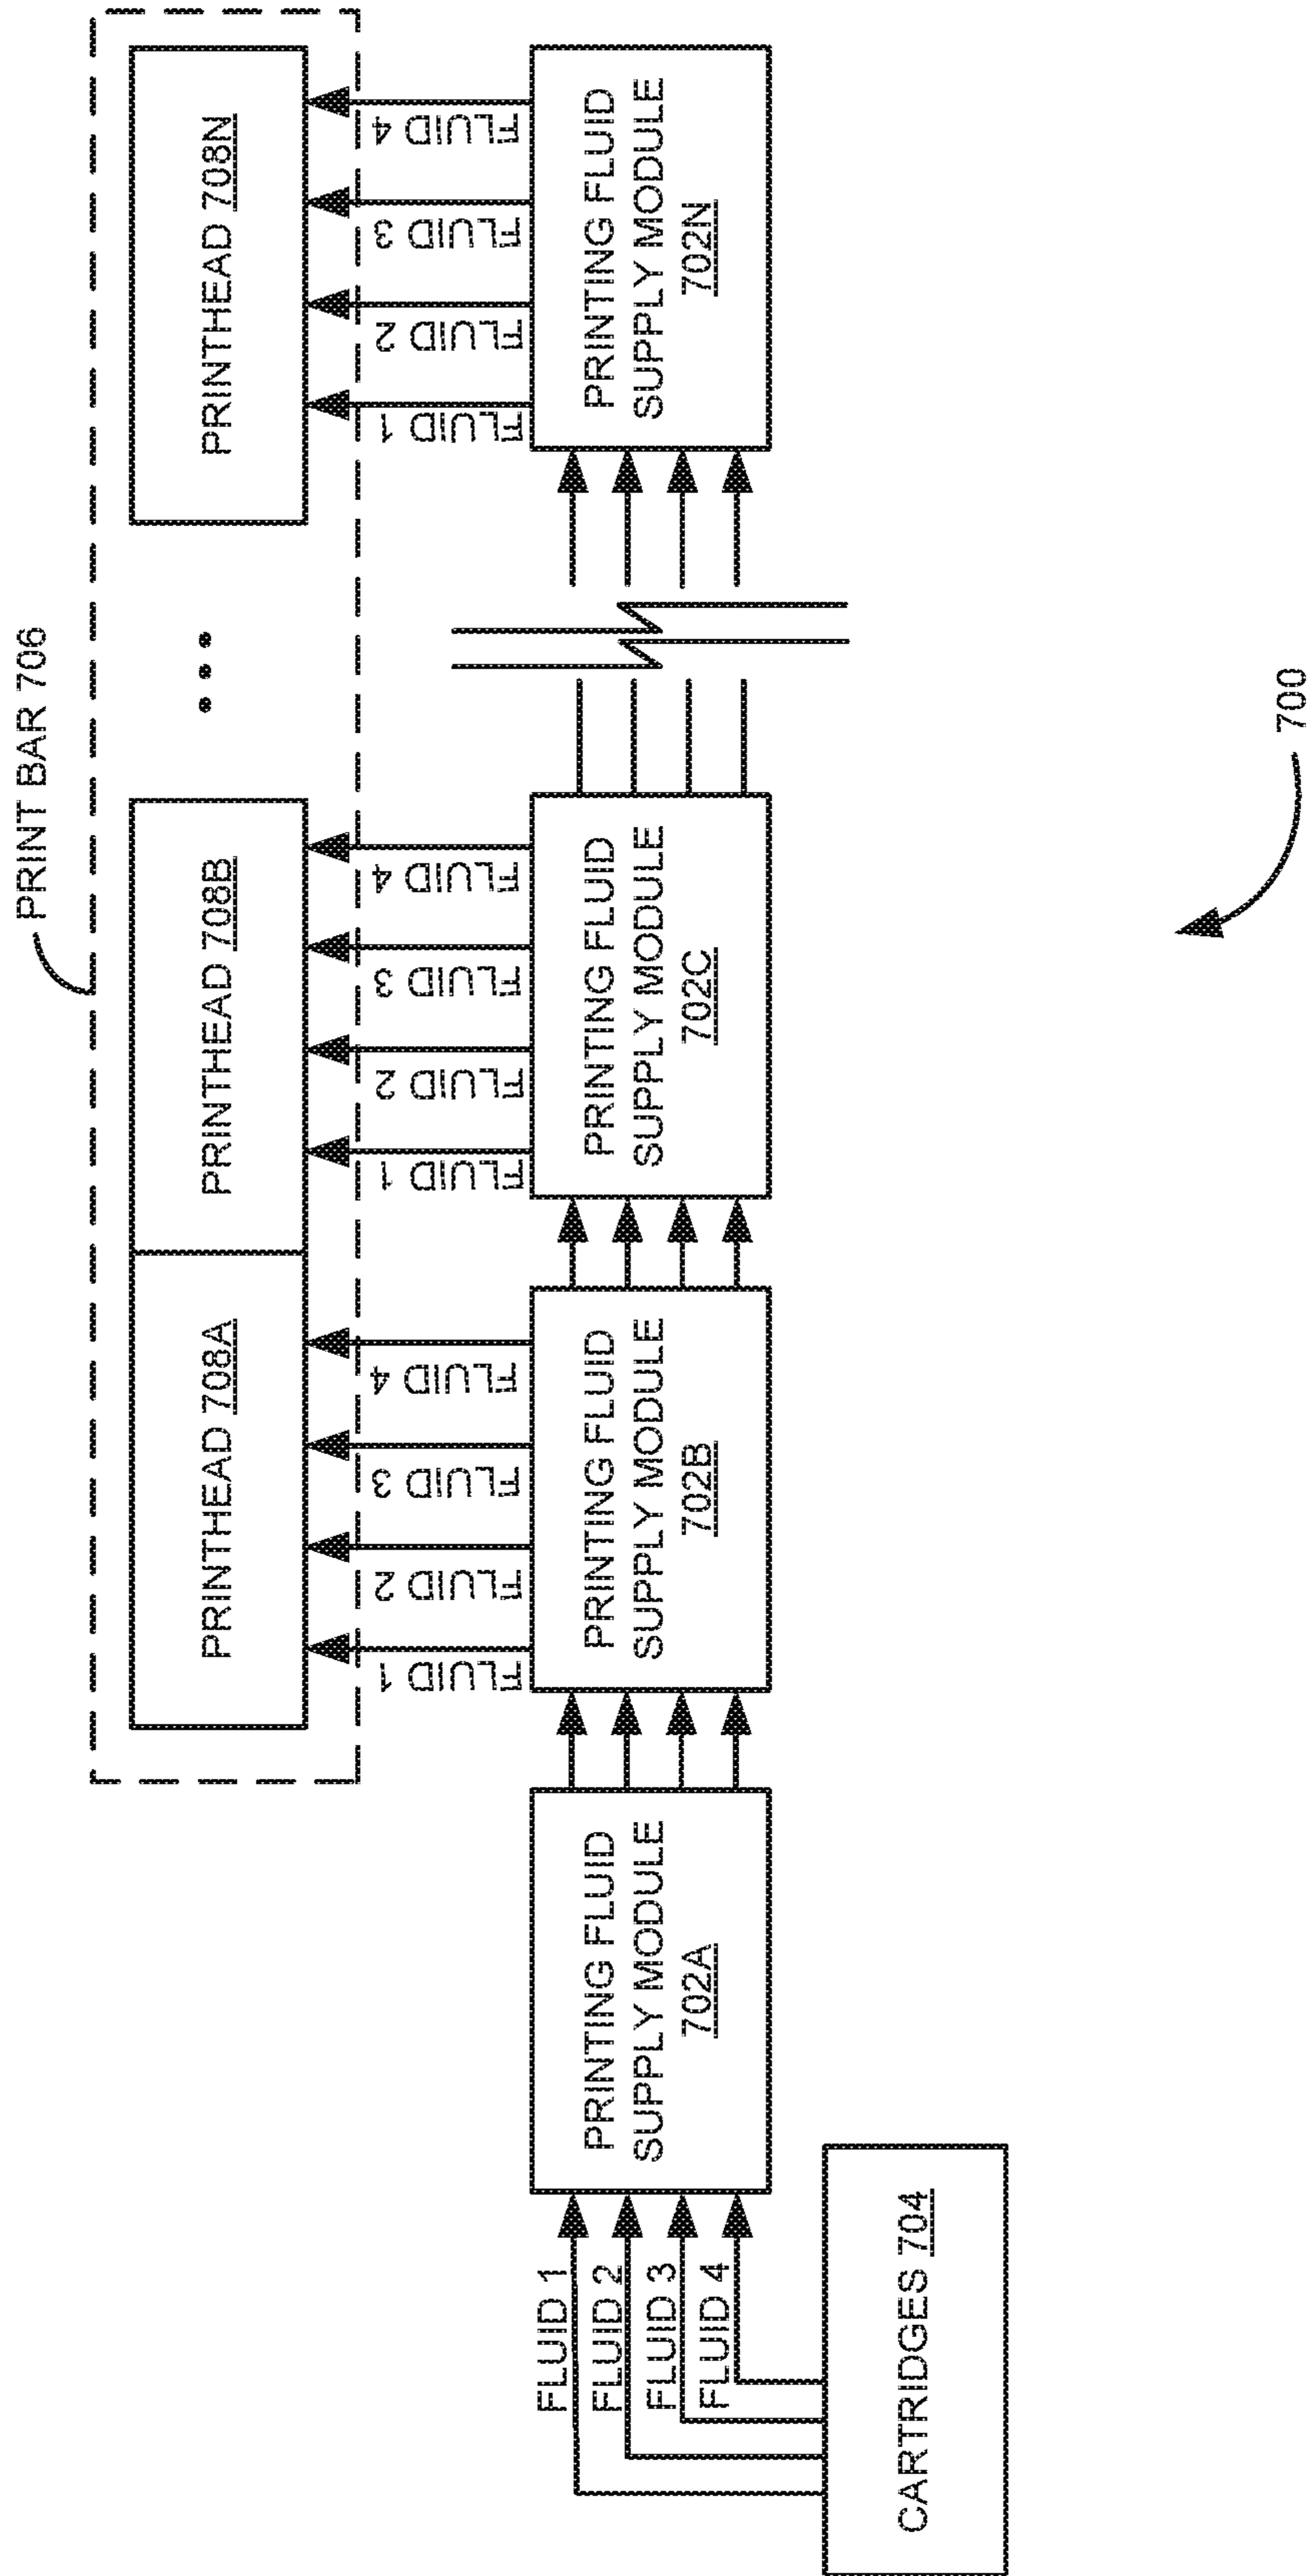 PRINT BAR 706
PRINTHEAD 708A
PRINTHEAD 708B
PRINTHEAD 708N
FLUID 1
FLUID 2
FLUID 3
FLUID 4
FLUID 1
FLUID 2
FLUID 3
FLUID 4
FLUID 1
FLUID 2
FLUID 3
FLUID 4
FLUID 1
FLUID 2
FLUID 3
FLUID 4
PRINTING FLUID
SUPPLY MODULE
702A
PRINTING FLUID
SUPPLY MODULE
702B
PRINTING FLUID
SUPPLY MODULE
702C
PRINTING FLUID
SUPPLY MODULE
702N
CARTRIDGES 704
700